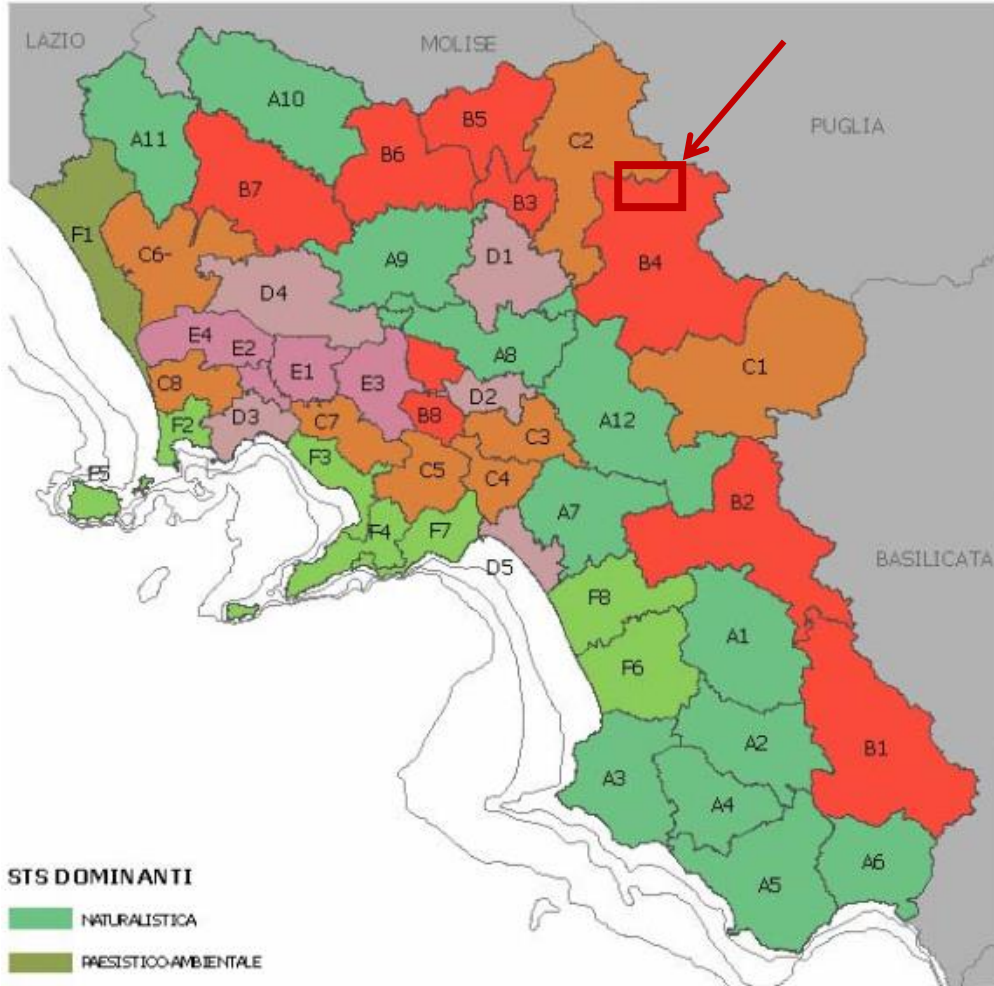 LAZIO
MOLISE
PUGLIA
BASILICATA
A10
A11
B5
C2
B6
B7
B3
F1
C6-
A9
D1
B4
D4
E4
E2
A8
C1
E1
E3
C8
D2
B8
A12
F2
D3
C7
C3
F3
C5
C4
F5
B2
A7
F4
F7
D5
F8
A1
F6
A2
B1
A3
A4
A6
A5
STS DOMINANTI
NATURALISTICA
PAESISTICO-AMBIENTALE